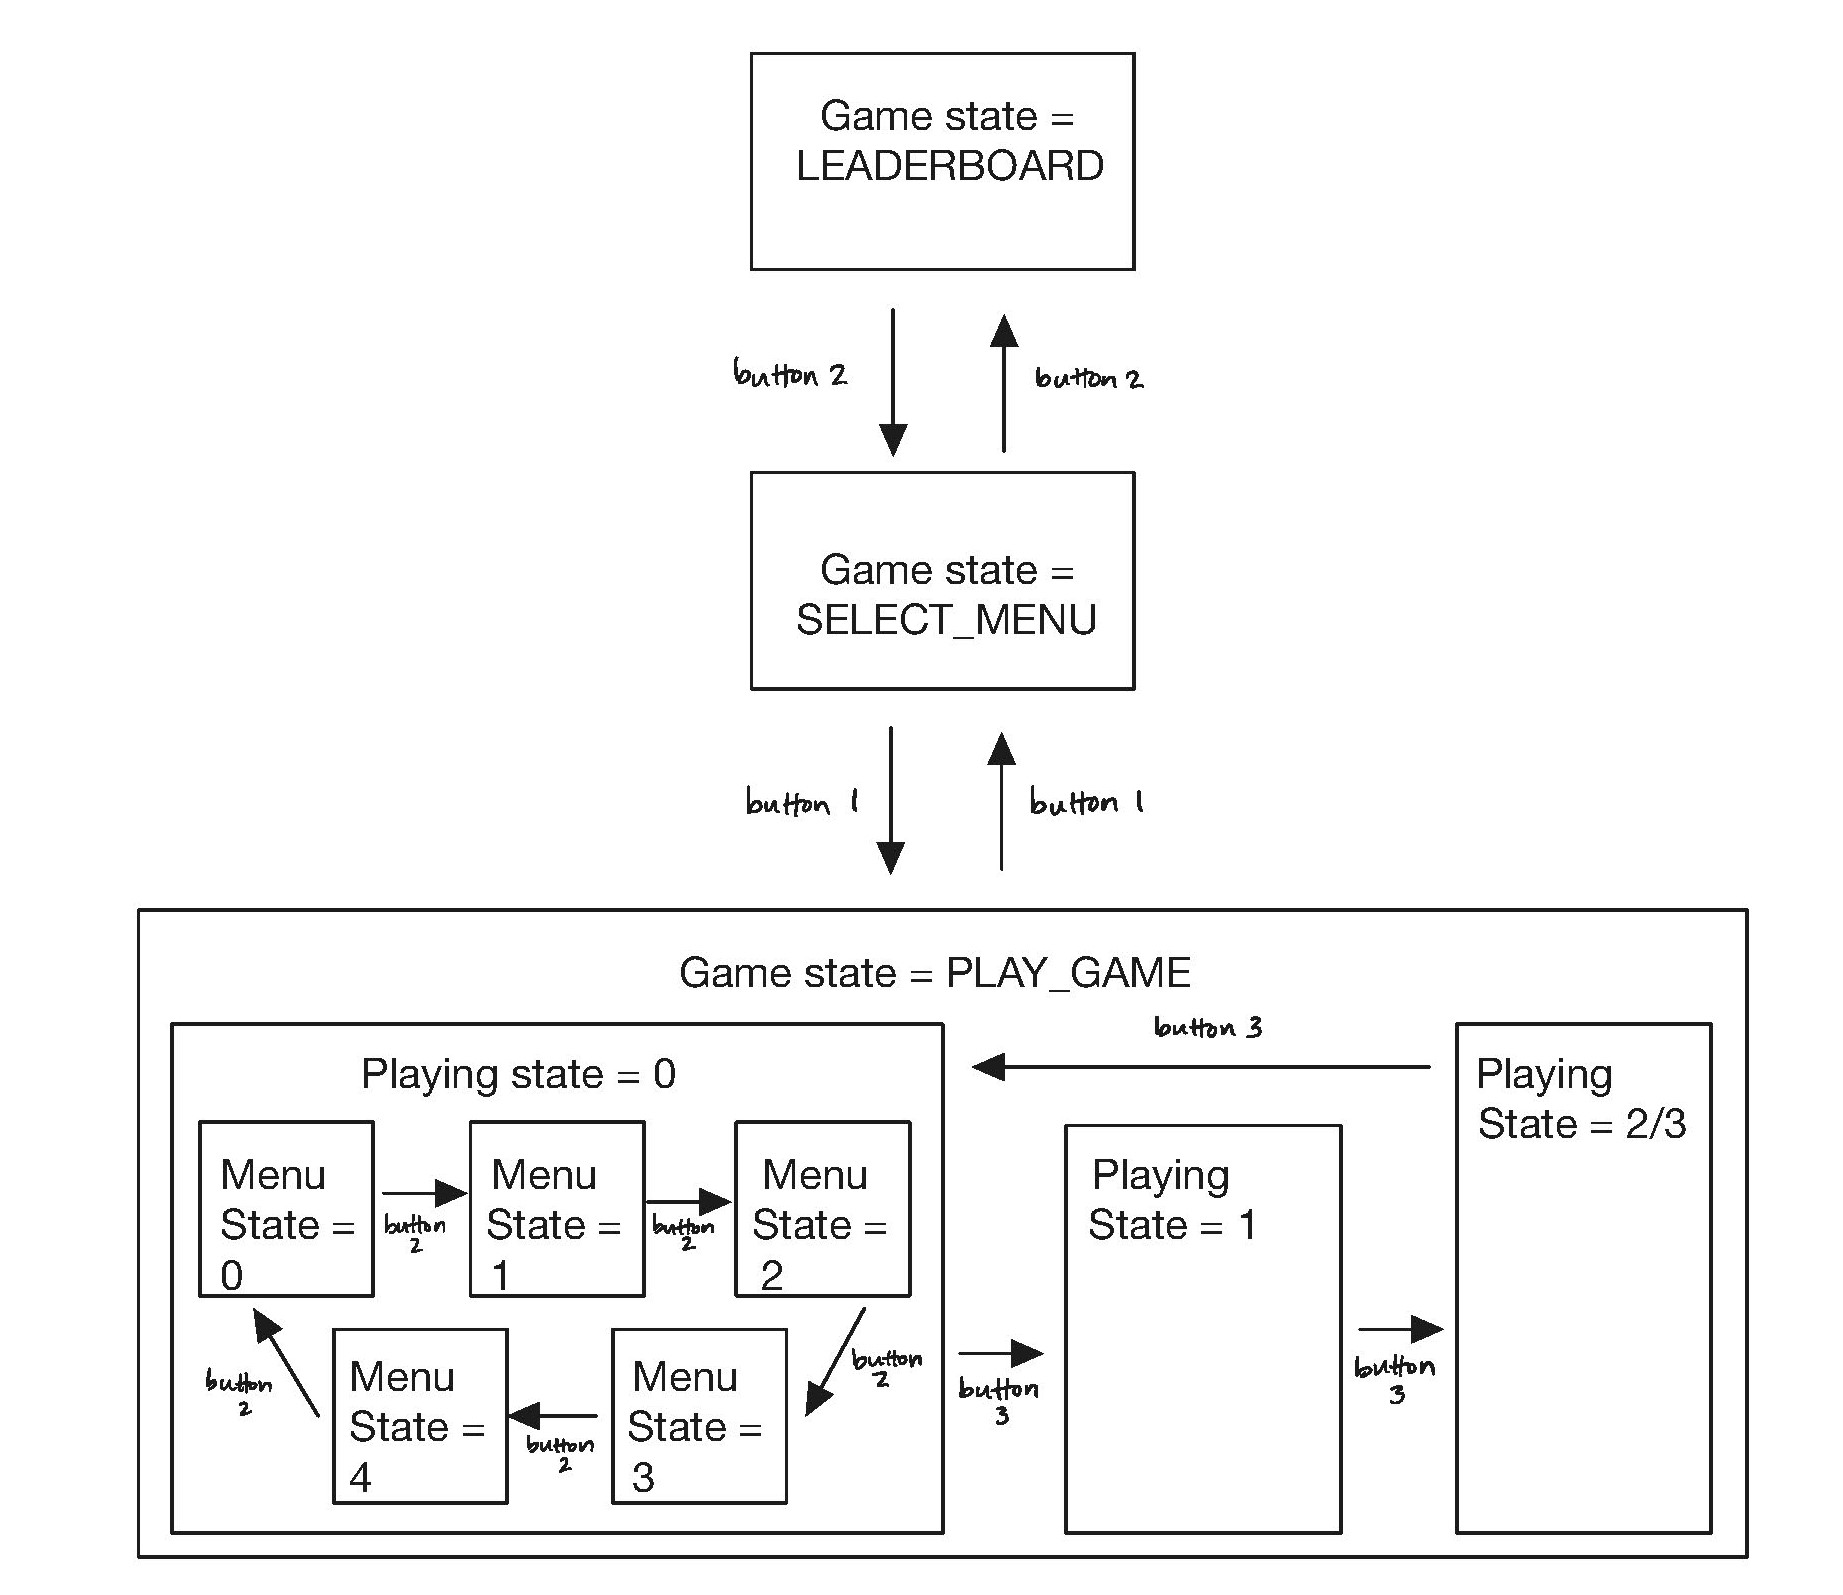 Game state =
LEADERBOARD
button 2
button 2
Game state =
SELECT_MENU
button 1
button 1
Game state = PLAY_GAME
button 3
Playing state = 0
Playing
State = 2/3
Menu
State =
0
button
2
Menu
State =
1
button
2
Menu
State =
2
Playing
State = 1
button
2
button
2
Menu
State =
4
button
2
Menu
State =
3
button
3
button
3